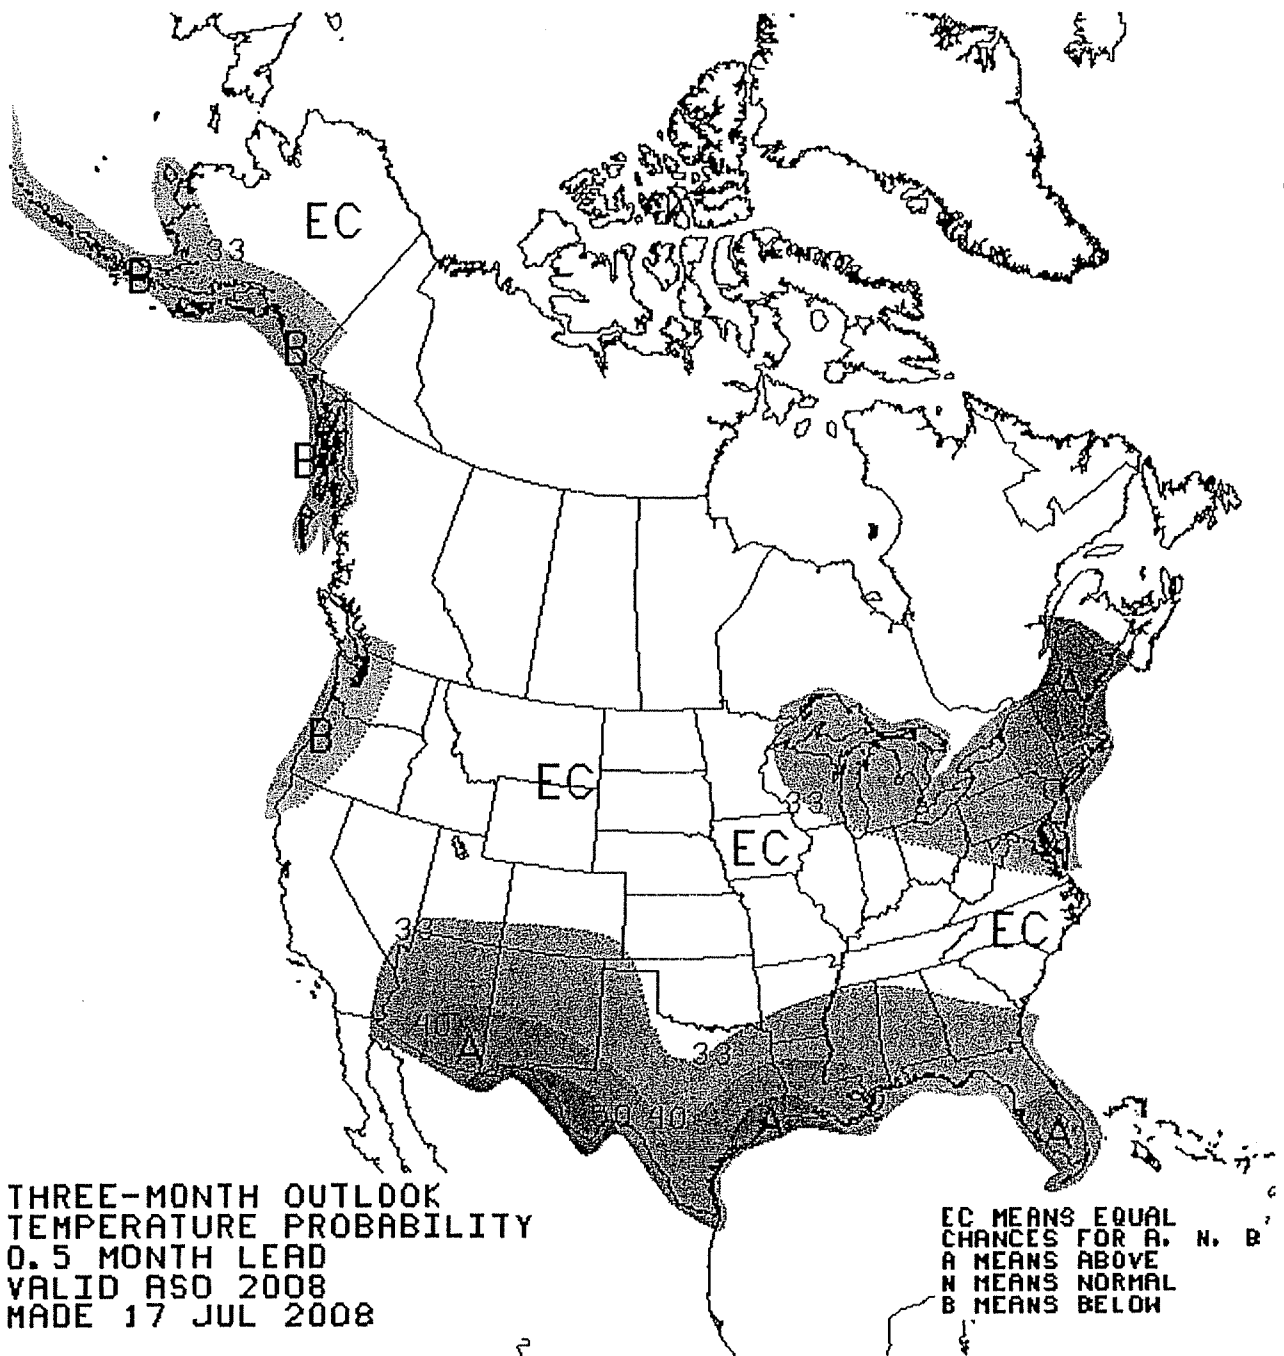 EC
33
B
B
B
A
B
EC
33
EC
33
EC
40
A
33
50 40
A
A
THREE-MONTH OUTLOOK
TEMPERATURE PROBABILITY
0.5 MONTH LEAD
VALID ASO 2008
MADE 17 JUL 2008
EC MEANS EQUAL
CHANCES FOR A, N, B
A MEANS ABOVE
N MEANS NORMAL
B MEANS BELOW